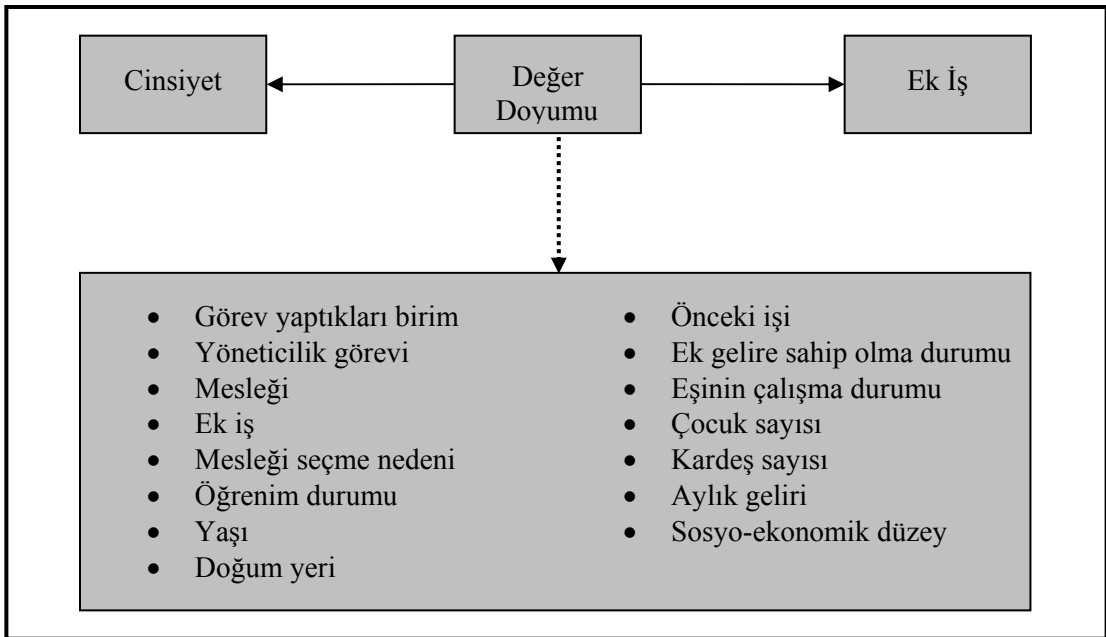 Cinsiyet
Değer
Doyumu
Ek İş
• Görev yaptıkları birim
• Yöneticilik görevi
• Mesleği
• Ek iş
• Mesleği seçme nedeni
• Öğrenim durumu
• Yaşı
• Doğum yeri
• Önceki işi
• Ek gelire sahip olma durumu
• Eşinin çalışma durumu
• Çocuk sayısı
• Kardeş sayısı
• Aylık geliri
• Sosyo-ekonomik düzey